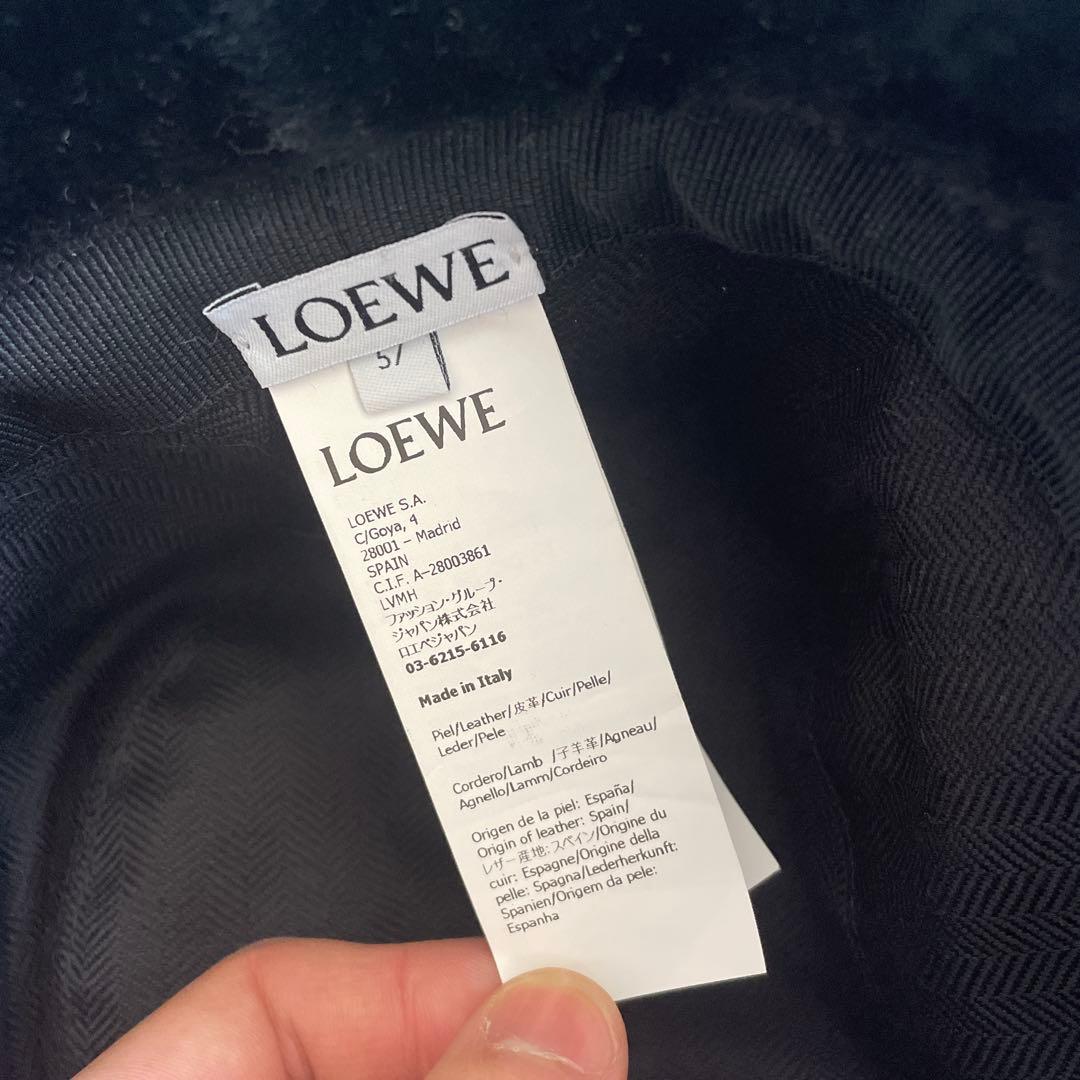 LOEWE
57
LOEWE
LOEWE S.A.
C/Goya, 4
28001 - Madrid
SPAIN
C.I.F. A-28003861
LVMH
ファッション・グループ・
ジャパン株式会社
ロエベジャパン
03-6215-6116
Made in Italy
Piel/Leather/皮革/Cuir/Pelle/
Leder/Pele
Cordero/Lamb /子羊革/Agneau/
Agnello/Lamm/Cordeiro
Origen de la piel: España/
Origin of leather: Spain/
レザー産地:スペイン/Origine du
cuir: Espagne/Origine della
pelle: Spagna/Lederherkunft:
Spanien/Origem da pele:
Espanha